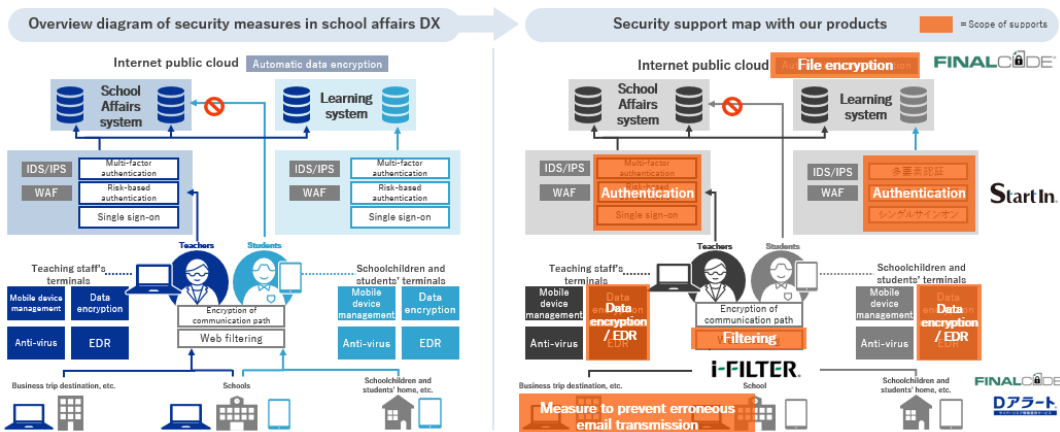 Overview diagram of security measures in school affairs DX
Internet public cloud
Automatic data encryption
School
Affairs
system
Learning
system
IDS/IPS
WAF
Multi-factor
authentication
Risk-based
authentication
Single sign-on
IDS/IPS
WAF
Multi-factor
authentication
Risk-based
authentication
Single sign-on
Teachers
Students
Teaching staff's
terminals
Schoolchildren and
students' terminals
Mobile device
management
Data
encryption
Anti-virus
EDR
Encryption of
communication path
Web filtering
Mobile device
management
Data
encryption
Anti-virus
EDR
Business trip destination, etc.
Schools
Schoolchildren and
students' home, etc.
Security support map with our products
= Scope of supports
Internet public cloud
File encryption
FINALCODE
School
Affairs
system
Learning
system
IDS/IPS
WAF
Multi-factor
Authentication
Single sign-on
IDS/IPS
WAF
多要素認証
Authentication
シングルサインオン
StartIn.
Teachers
Students
Teaching staff's
terminals
Schoolchildren and
students' terminals
Mobile
device
management
Data
encryption
/ EDR
Anti-virus
Encryption of
communication path
Filtering
Mobile
device
management
Data
encryption
/ EDR
Anti-virus
i-FILTER®
Business trip destination, etc.
School
Schoolchildren and
students' home, etc.
FINALCODE
Dアラート
Measure to prevent erroneous
email transmission